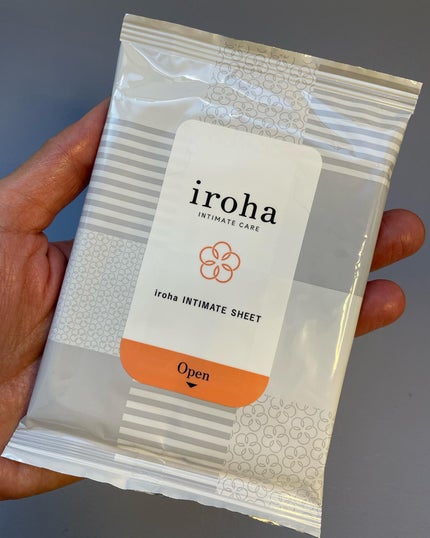 iroha
INTIMATE CARE
iroha INTIMATE SHEET
Open